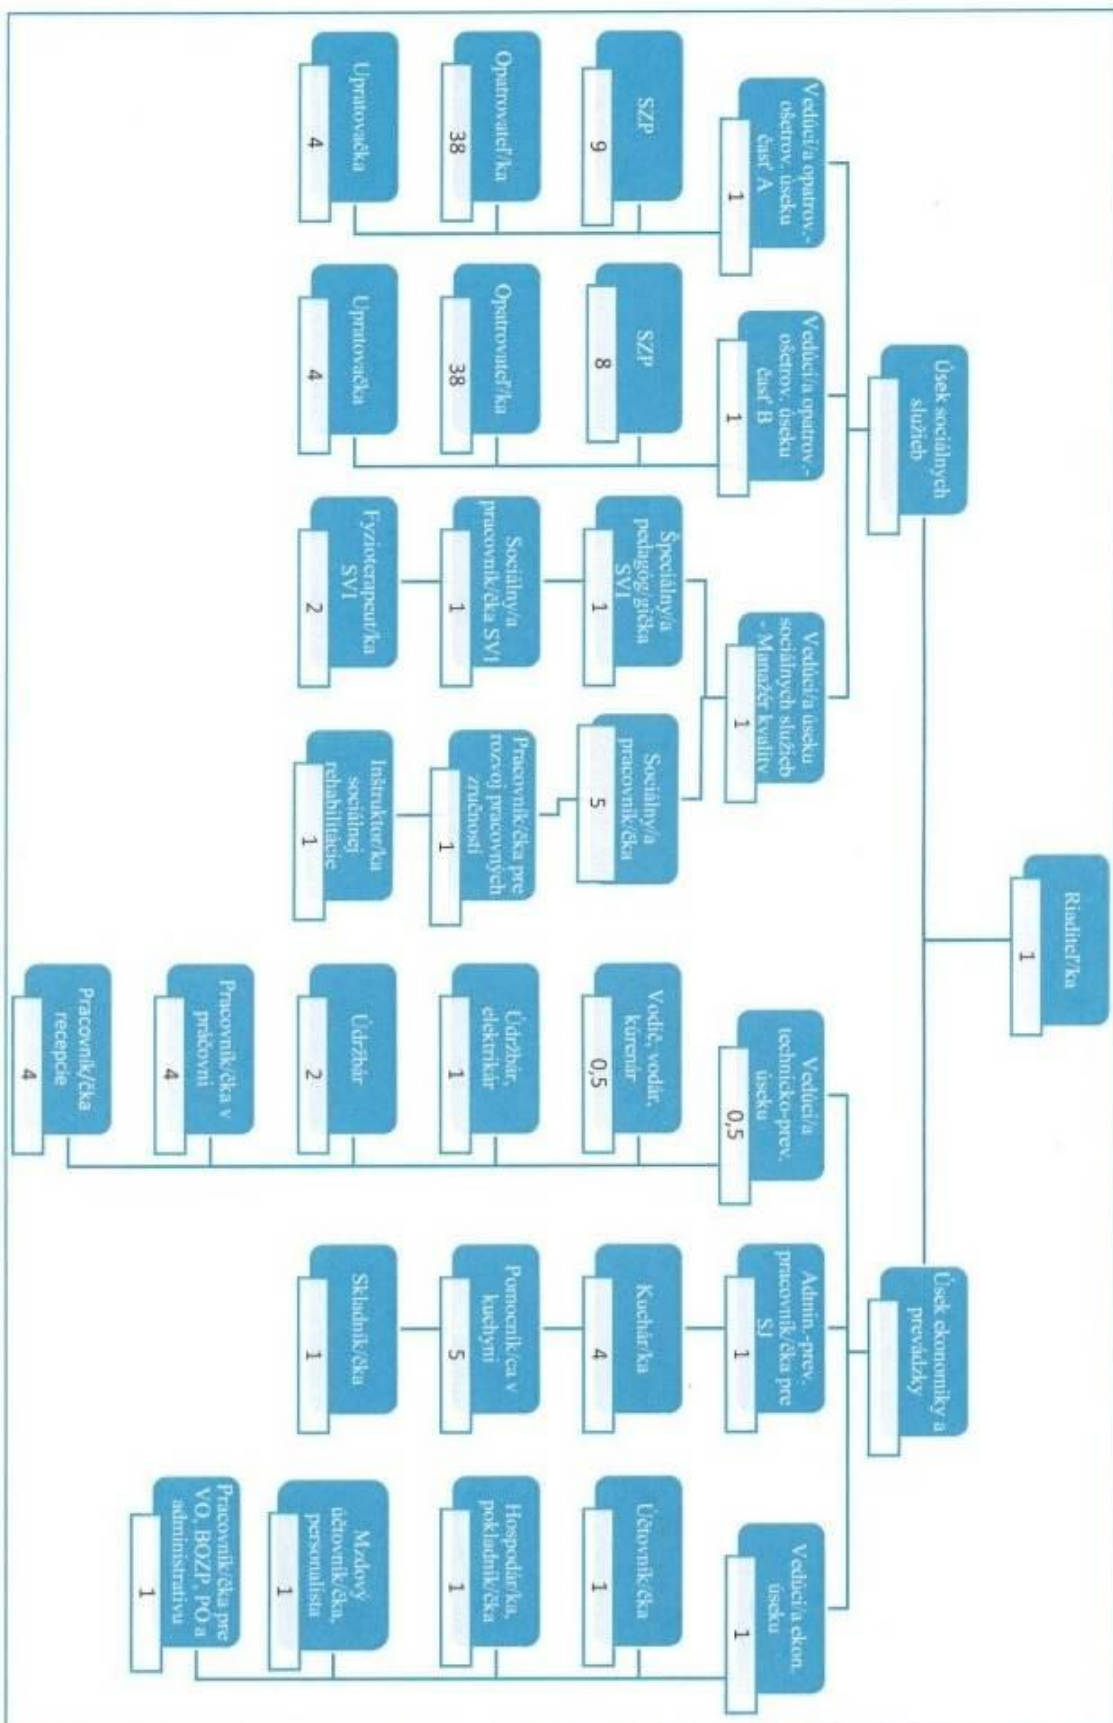 Riaditeľ/ka
1
Úsek sociálnych
služieb
Vedúci/a opatrov.-
ošetrov. úseku
časť A
1
SZP
9
Opatrovateľ/ka
38
Upratovačka
4
Vedúci/a opatrov.-
ošetrov. úseku
časť B
1
SZP
8
Opatrovateľ/ka
38
Upratovačka
4
Vedúci/a úseku
sociálnych služieb
- Manažér kvality
1
Špeciálny/a
pedagóg/gička
SVI
1
Sociálny/a
pracovník/čka SVI
1
Fyzioterapeut/ka
SVI
2
Sociálny/a
pracovník/čka
5
Pracovník/čka pre
rozvoj pracovných
zručností
1
Inštruktor/ka
sociálnej
rehabilitácie
1
Úsek ekonomiky a
prevádzky
Vedúci/a
technicko-prev.
úseku
0,5
Vodič, vodár,
kúrenár
0,5
Údržbár,
elektrikár
1
Údržbár
2
Pracovník/čka v
práčovni
4
Pracovník/čka
recepcie
4
Admin.-prev.
pracovník/čka pre
SJ
1
Kuchár/ka
4
Pomocník/ca v
kuchyni
5
Skladník/čka
1
Vedúci/a ekon.
úseku
1
Účtovník/čka
1
Hospodár/ka,
pokladník/čka
1
Mzdový
účtovník/čka,
personalista
1
Pracovník/čka pre
VO, BOZP, PO a
administratívu
1